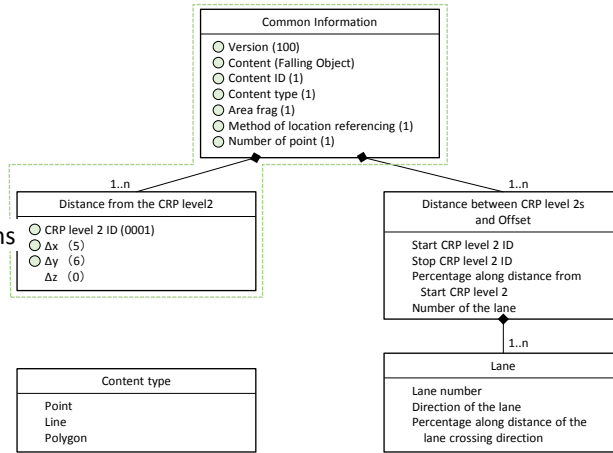 Common Information
Version (100)
Content (Falling Object)
Content ID (1)
Content type (1)
Area frag (1)
Method of location referencing (1)
Number of point (1)
1..n
1..n
Distance from the CRP level2
CRP level 2 ID (0001)
Δx （5）
Δy （6）
Δz （0）
ns
Distance between CRP level 2s
and Offset
Start CRP level 2 ID
Stop CRP level 2 ID
Percentage along distance from
Start CRP level 2
Number of the lane
1..n
Content type
Point
Line
Polygon
Lane
Lane number
Direction of the lane
Percentage along distance of the
lane crossing direction